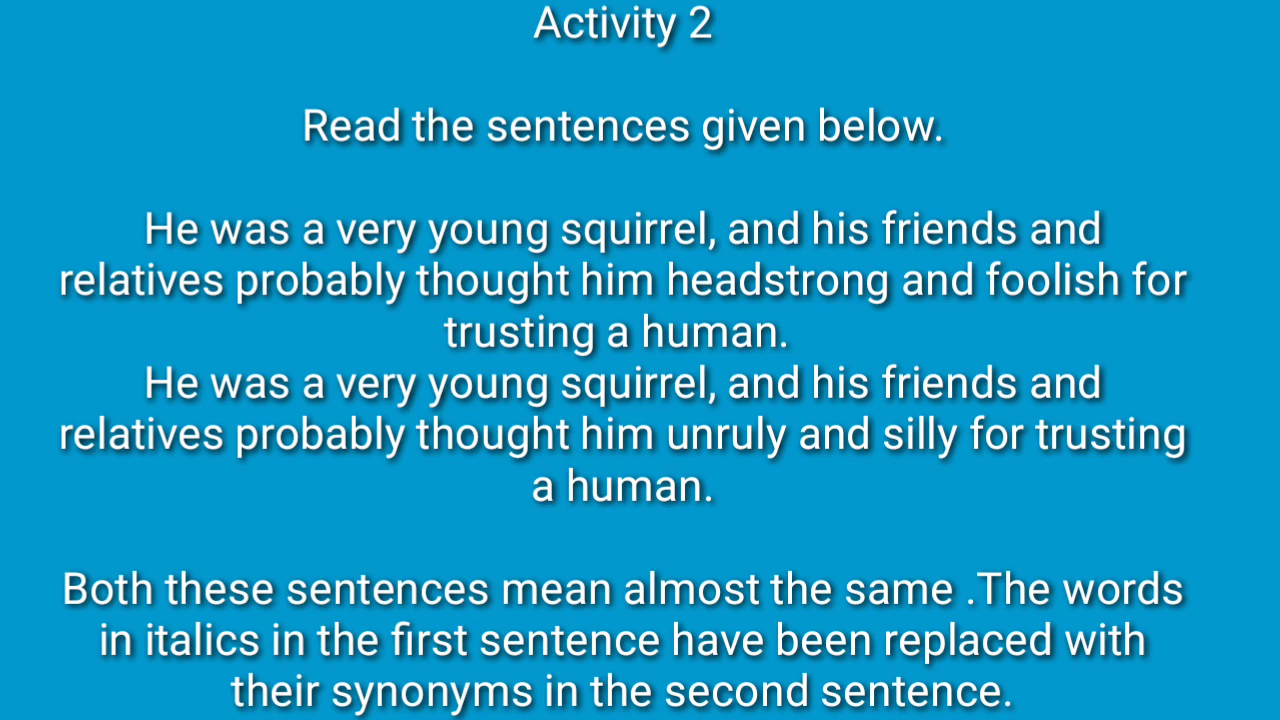 Activity 2
Read the sentences given below.
He was a very young squirrel, and his friends and
relatives probably thought him headstrong and foolish for
trusting a human.
He was a very young squirrel, and his friends and
relatives probably thought him unruly and silly for trusting
a human.
Both these sentences mean almost the same .The words
in italics in the first sentence have been replaced with
their synonyms in the second sentence.